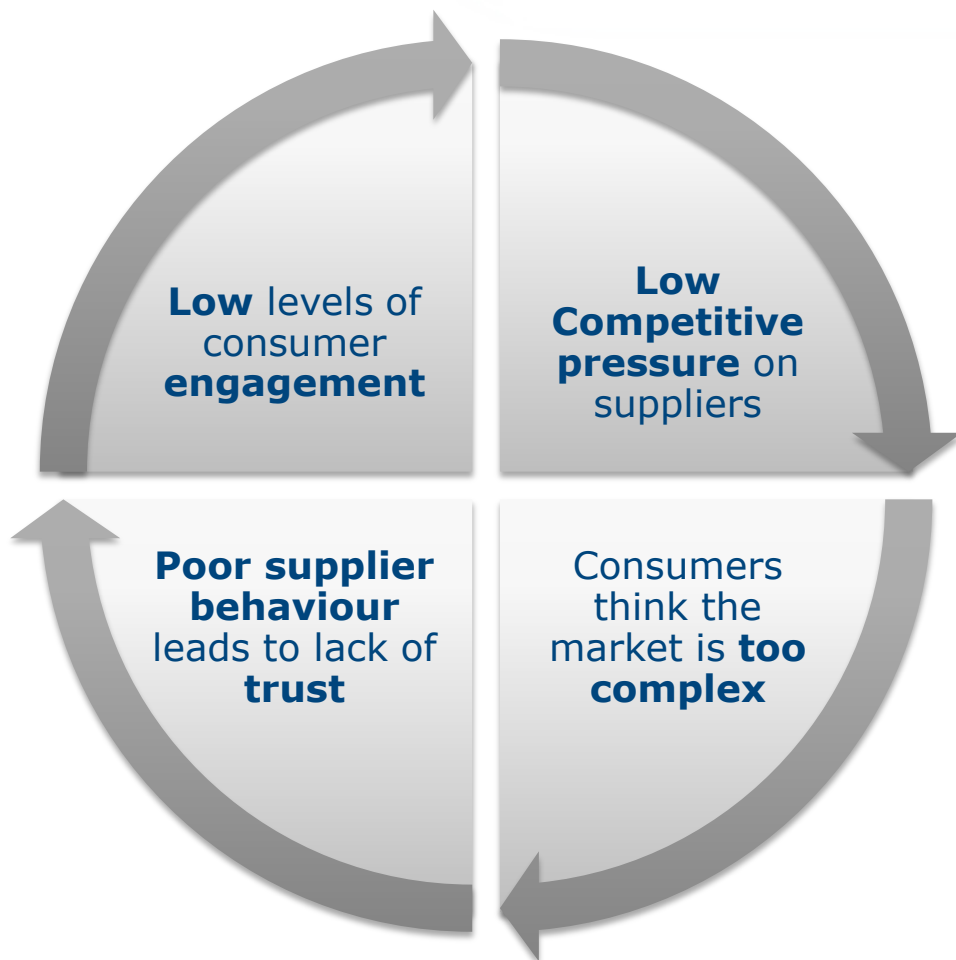 Low levels of
consumer
engagement
Low
Competitive
pressure on
suppliers
Consumers
think the
market is too
complex
Poor supplier
behaviour
leads to lack of
trust